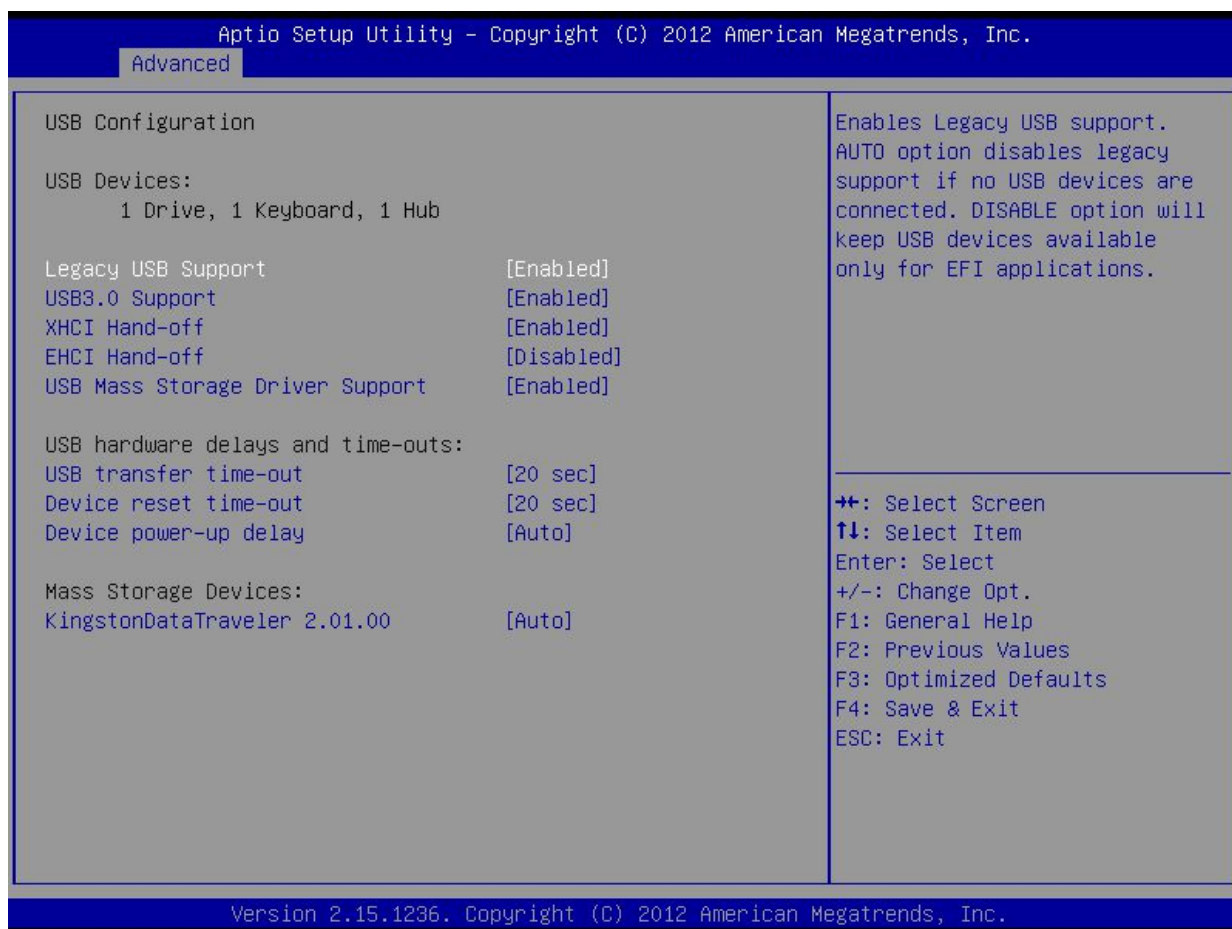 Aptio Setup Utility – Copyright (C) 2012 American Megatrends, Inc.
Advanced
USB Configuration
USB Devices:
1 Drive, 1 Keyboard, 1 Hub
Legacy USB Support [Enabled]
USB3.0 Support [Enabled]
XHCI Hand-off [Enabled]
EHCI Hand-off [Disabled]
USB Mass Storage Driver Support [Enabled]
USB hardware delays and time-outs:
USB transfer time-out [20 sec]
Device reset time-out [20 sec]
Device power-up delay [Auto]
Mass Storage Devices:
KingstonDataTraveler 2.01.00 [Auto]
Enables Legacy USB support.
AUTO option disables legacy
support if no USB devices are
connected. DISABLE option will
keep USB devices available
only for EFI applications.
→←: Select Screen
↑↓: Select Item
Enter: Select
+/-: Change Opt.
F1: General Help
F2: Previous Values
F3: Optimized Defaults
F4: Save & Exit
ESC: Exit
Version 2.15.1236. Copyright (C) 2012 American Megatrends, Inc.